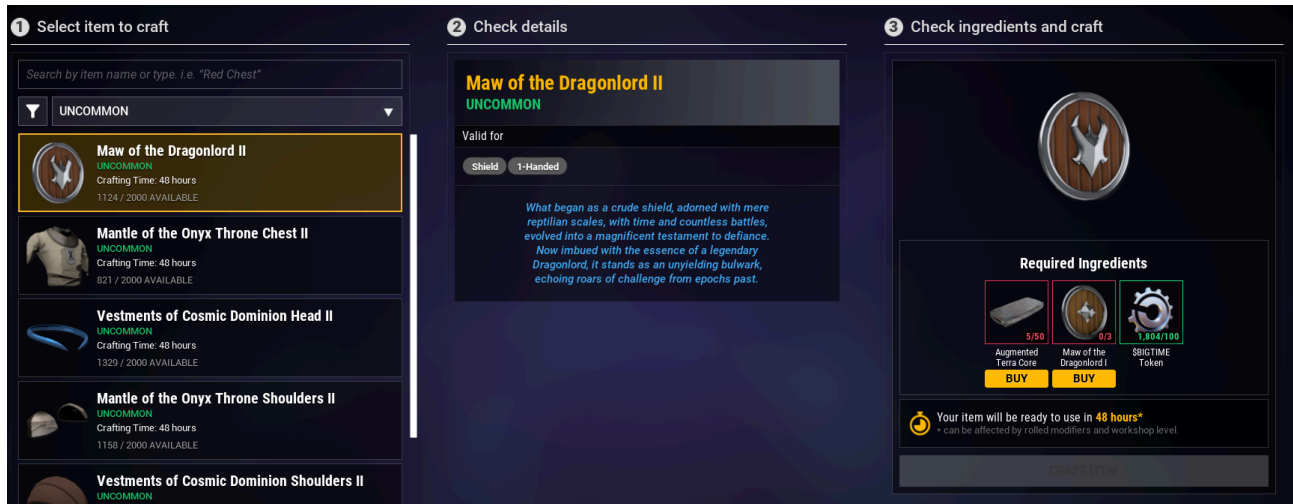 1 Select item to craft
Search by item name or type. i.e. "Red Chest"
UNCOMMON
Maw of the Dragonlord II
UNCOMMON
Crafting Time: 48 hours
1124 / 2000 AVAILABLE
Mantle of the Onyx Throne Chest II
UNCOMMON
Crafting Time: 48 hours
821 / 2000 AVAILABLE
Vestments of Cosmic Dominion Head II
UNCOMMON
Crafting Time: 48 hours
1329 / 2000 AVAILABLE
Mantle of the Onyx Throne Shoulders II
UNCOMMON
Crafting Time: 48 hours
1158 / 2000 AVAILABLE
Vestments of Cosmic Dominion Shoulders II
UNCOMMON
2 Check details
Maw of the Dragonlord II
UNCOMMON
Valid for
Shield 1-Handed
What began as a crude shield, adorned with mere
reptilian scales, with time and countless battles,
evolved into a magnificent testament to defiance.
Now imbued with the essence of a legendary
Dragonlord, it stands as an unyielding bulwark,
echoing roars of challenge from epochs past.
3 Check ingredients and craft
Required Ingredients
5/50 0/3 1,804/100
Augmented Maw of the $BIGTIME
Terra Core Dragonlord I Token
BUY BUY
Your item will be ready to use in 48 hours*
* can be affected by rolled modifiers and workshop level.
CRAFT ITEM